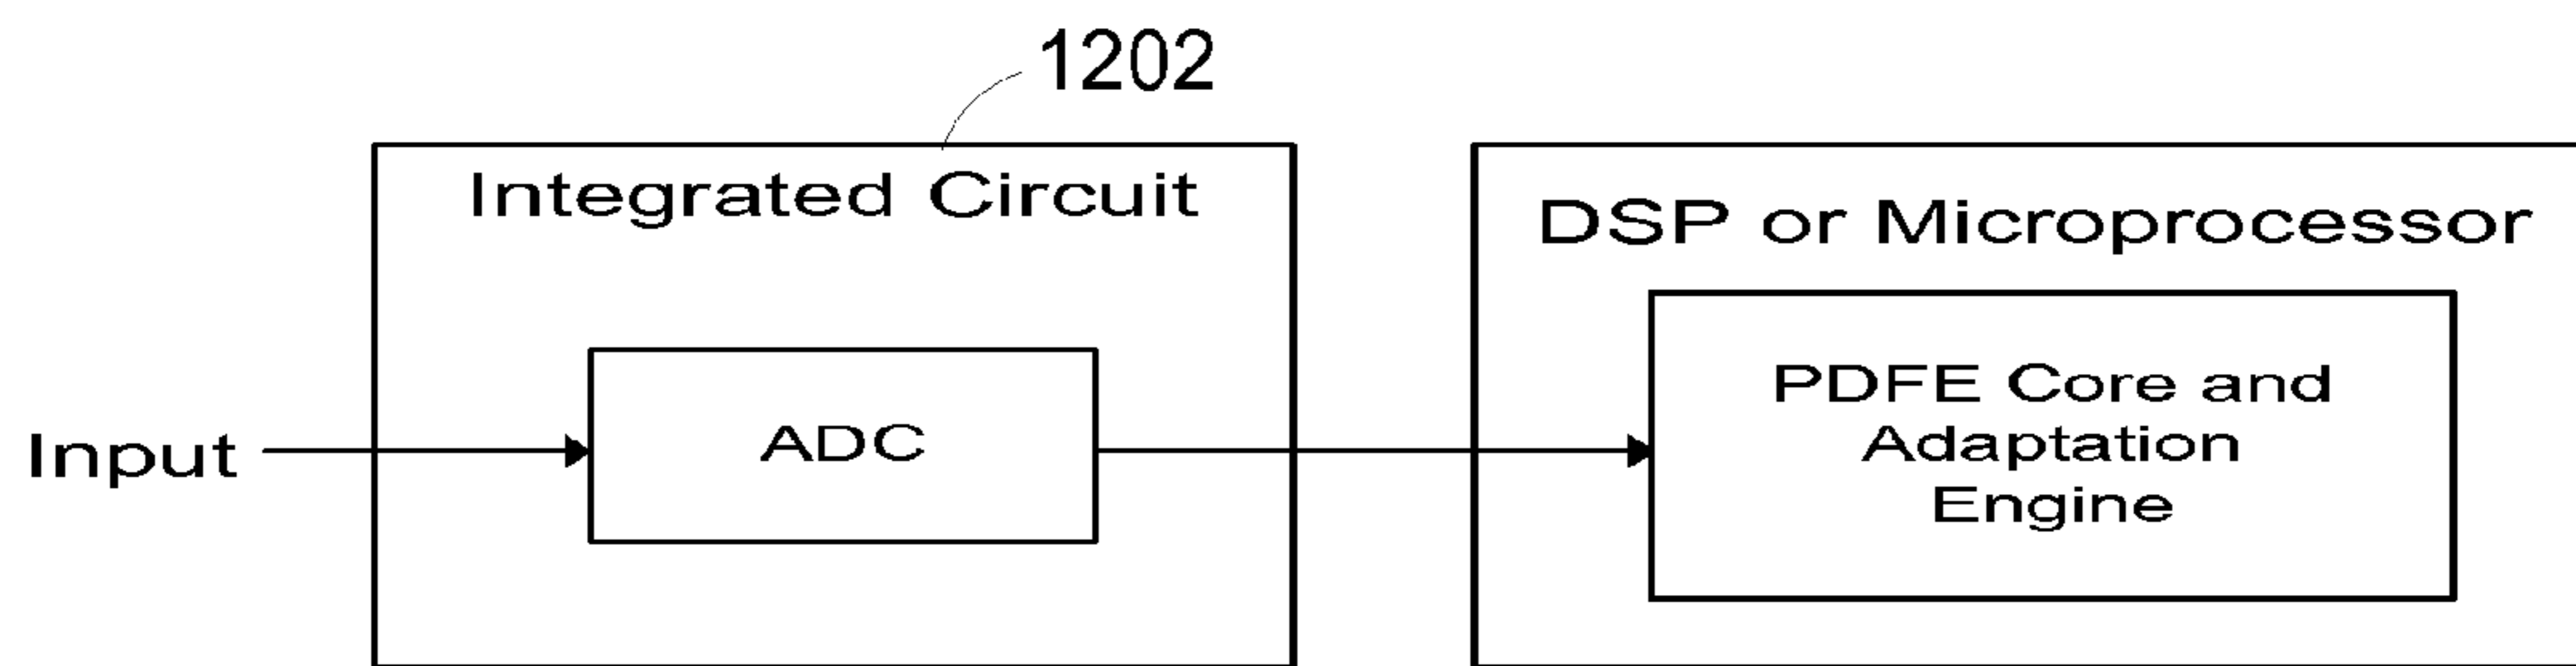 1202
Integrated Circuit
DSP or Microprocessor
Input
ADC
PDFE Core and
Adaptation
Engine